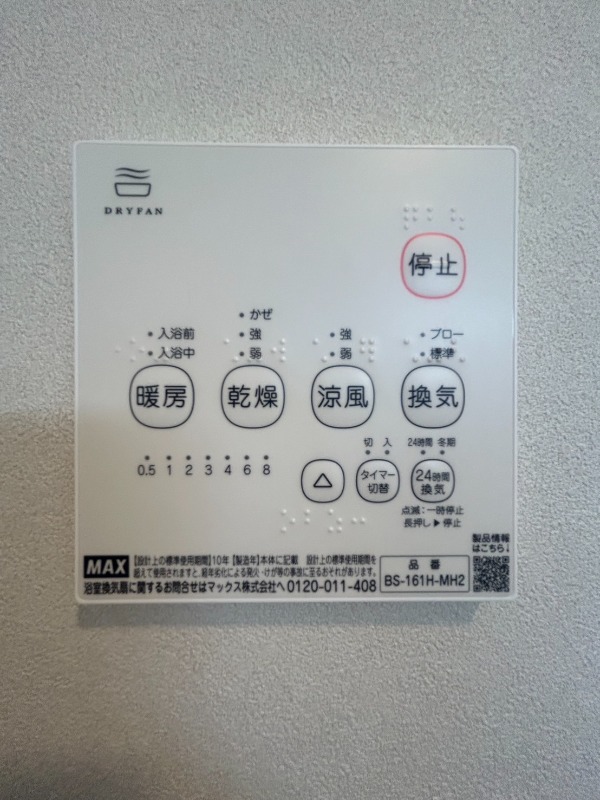 DRYFAN
停止
かぜ
入浴前 強 強 ブロー
入浴中 弱 弱 標準
暖房 乾燥 涼風 換気
切 入 24時間 冬期
0.5 1 2 3 4 6 8
△ タイマー切替 24時間換気
点滅:一時停止
長押し▶停止
製品情報
はこちら↓
MAX 【設計上の標準使用期間】10年【製造年】本体に記載 設計上の標準使用期間を
超えて使用されますと、経年劣化による発火・けが等の事故に至るおそれがあります。
浴室換気扇に関するお問合せはマックス株式会社へ 0120-011-408
品番
BS-161H-MH2